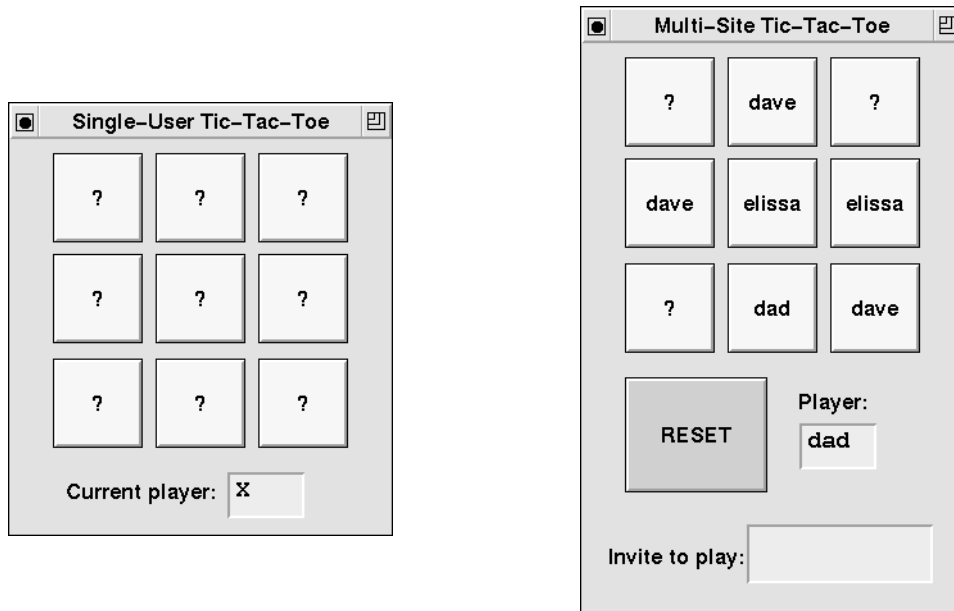 Single-User Tic-Tac-Toe
? ? ?
? ? ?
? ? ?
Current player: X
Multi-Site Tic-Tac-Toe
? dave ?
dave elissa elissa
? dad dave
RESET
Player:
dad
Invite to play: